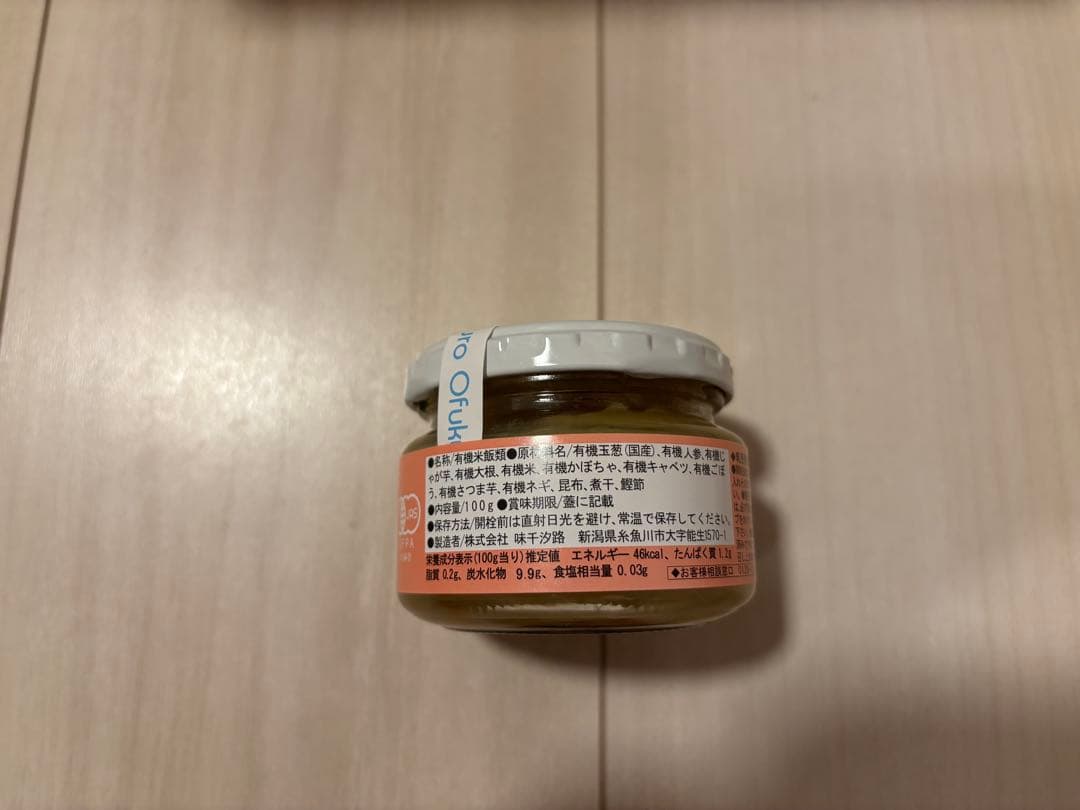 uro Ofuk
●名称/有機米飯類●原材料名/有機玉葱(国産)、有機人参、有機じ
ゃが芋、有機大根、有機米、有機かぼちゃ、有機キャベツ、有機ごぼ
う、有機さつま芋、有機ネギ、昆布、煮干、鰹節
●内容量/100g ●賞味期限/蓋に記載
●保存方法/開栓前は直射日光を避け、常温で保存してください。
●製造者/株式会社 味千汐路 新潟県糸魚川市大字能生1570-1
栄養成分表示(100g当り)推定値 エネルギー 46kcal、たんぱく質 1.2g
脂質 0.2g、炭水化物 9.9g、食塩相当量 0.03g
◆お客様相談窓口
JAS